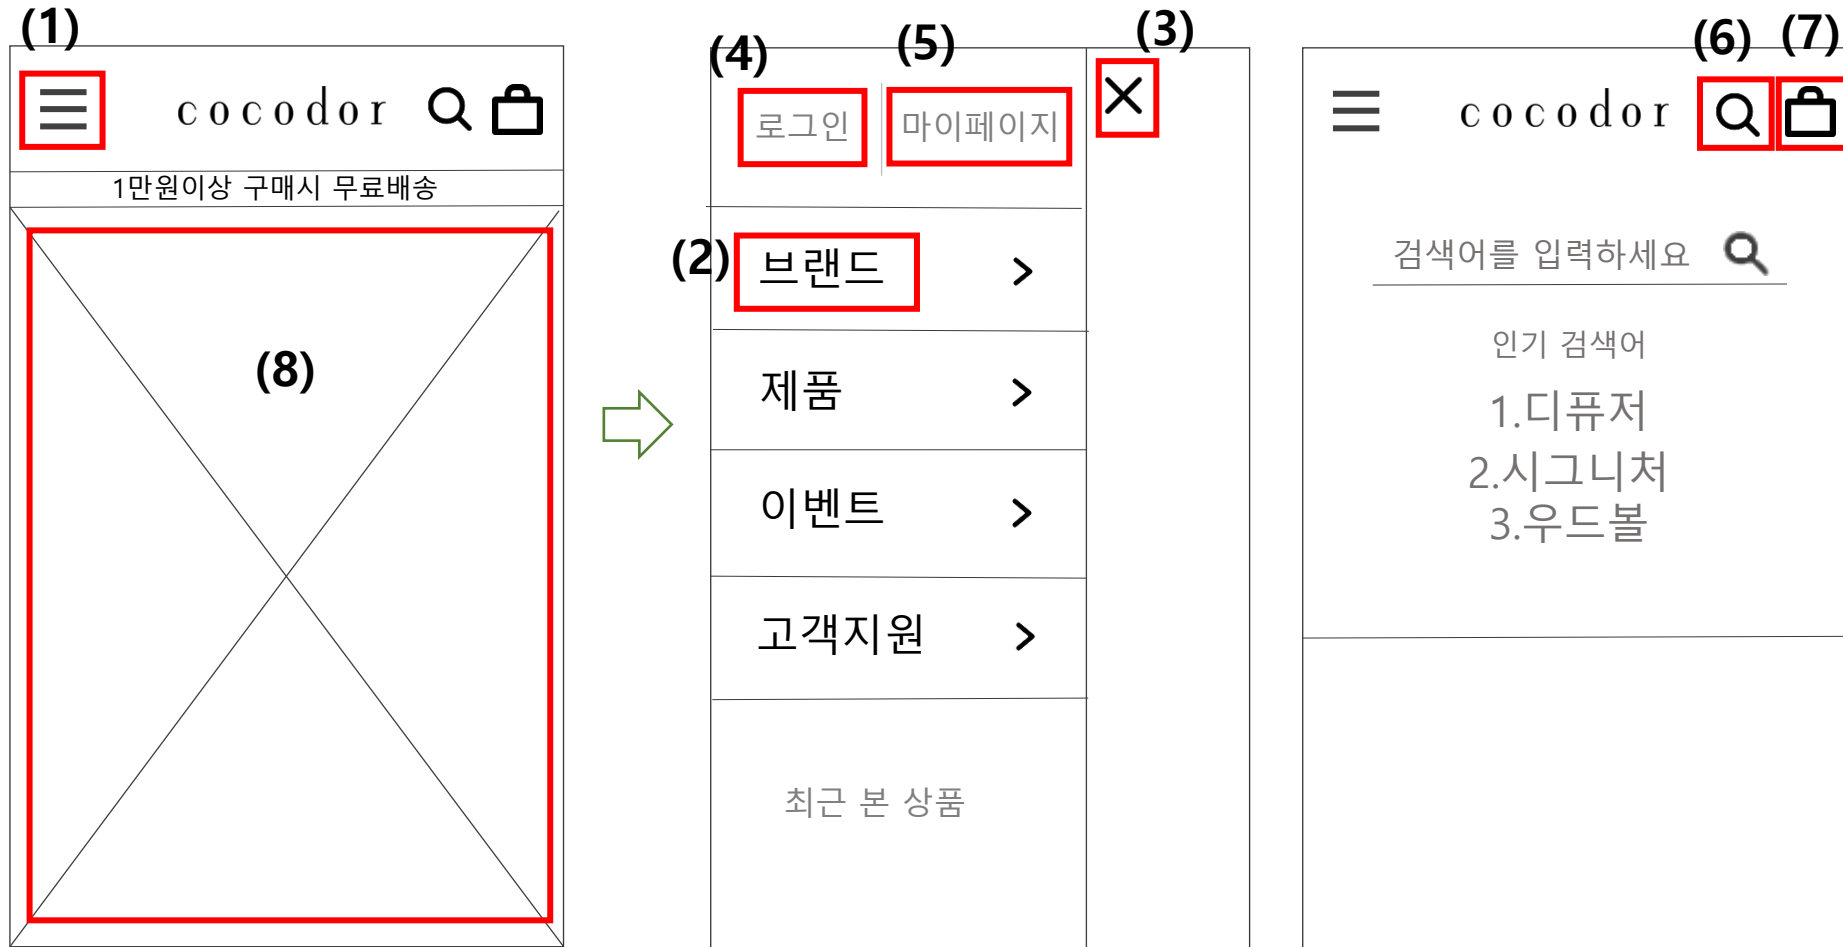 (1)
cocodor
1만원이상 구매시 무료배송
(8)
(4)
(5)
(3)
로그인
마이페이지
(2)
브랜드
제품
이벤트
고객지원
최근 본 상품
(6)
(7)
cocodor
검색어를 입력하세요
인기 검색어
1.디퓨저
2.시그니처
3.우드볼